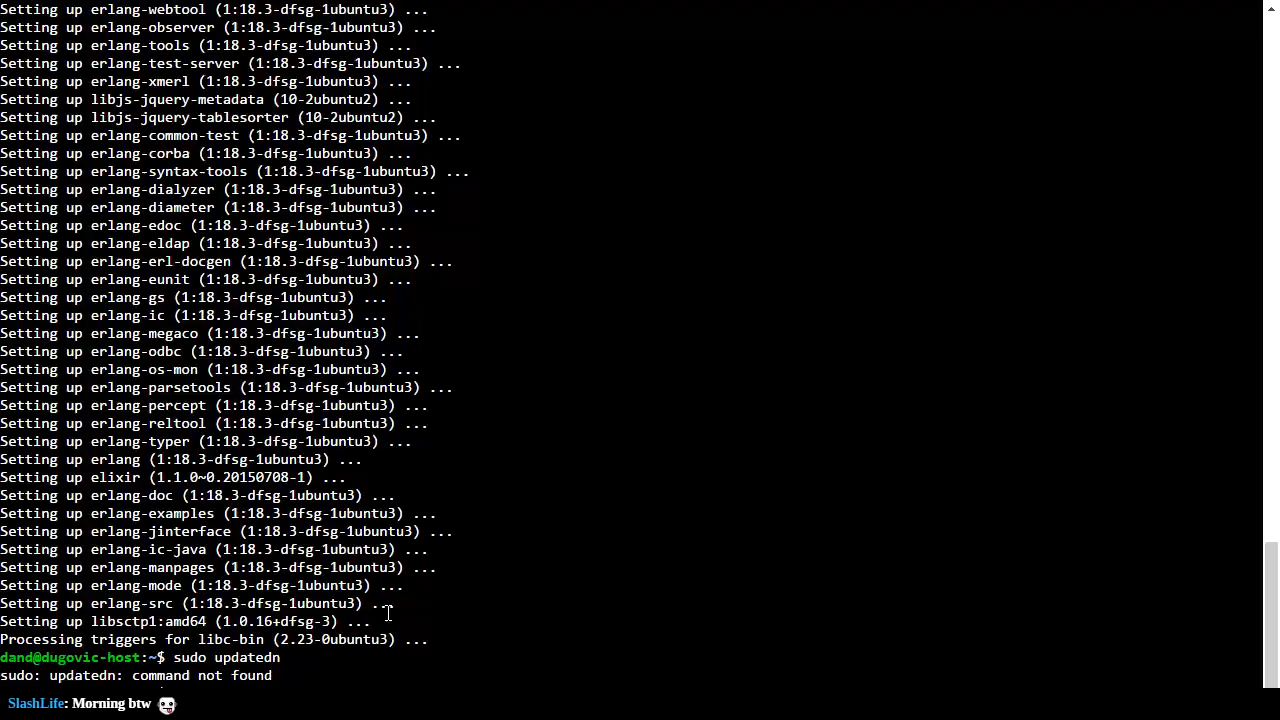 Setting up erlang-webtool (1:18.3-dfsg-1ubuntu3) ...
Setting up erlang-observer (1:18.3-dfsg-1ubuntu3) ...
Setting up erlang-tools (1:18.3-dfsg-1ubuntu3) ...
Setting up erlang-test-server (1:18.3-dfsg-1ubuntu3) ...
Setting up erlang-xmerl (1:18.3-dfsg-1ubuntu3) ...
Setting up libjs-jquery-metadata (10-2ubuntu2) ...
Setting up libjs-jquery-tablesorter (10-2ubuntu2) ...
Setting up erlang-common-test (1:18.3-dfsg-1ubuntu3) ...
Setting up erlang-corba (1:18.3-dfsg-1ubuntu3) ...
Setting up erlang-syntax-tools (1:18.3-dfsg-1ubuntu3) ...
Setting up erlang-dialyzer (1:18.3-dfsg-1ubuntu3) ...
Setting up erlang-diameter (1:18.3-dfsg-1ubuntu3) ...
Setting up erlang-edoc (1:18.3-dfsg-1ubuntu3) ...
Setting up erlang-eldap (1:18.3-dfsg-1ubuntu3) ...
Setting up erlang-erl-docgen (1:18.3-dfsg-1ubuntu3) ...
Setting up erlang-eunit (1:18.3-dfsg-1ubuntu3) ...
Setting up erlang-gs (1:18.3-dfsg-1ubuntu3) ...
Setting up erlang-ic (1:18.3-dfsg-1ubuntu3) ...
Setting up erlang-megaco (1:18.3-dfsg-1ubuntu3) ...
Setting up erlang-odbc (1:18.3-dfsg-1ubuntu3) ...
Setting up erlang-os-mon (1:18.3-dfsg-1ubuntu3) ...
Setting up erlang-parsetools (1:18.3-dfsg-1ubuntu3) ...
Setting up erlang-percept (1:18.3-dfsg-1ubuntu3) ...
Setting up erlang-reltool (1:18.3-dfsg-1ubuntu3) ...
Setting up erlang-typer (1:18.3-dfsg-1ubuntu3) ...
Setting up erlang (1:18.3-dfsg-1ubuntu3) ...
Setting up elixir (1.1.0~0.20150708-1) ...
Setting up erlang-doc (1:18.3-dfsg-1ubuntu3) ...
Setting up erlang-examples (1:18.3-dfsg-1ubuntu3) ...
Setting up erlang-jinterface (1:18.3-dfsg-1ubuntu3) ...
Setting up erlang-ic-java (1:18.3-dfsg-1ubuntu3) ...
Setting up erlang-manpages (1:18.3-dfsg-1ubuntu3) ...
Setting up erlang-mode (1:18.3-dfsg-1ubuntu3) ...
Setting up erlang-src (1:18.3-dfsg-1ubuntu3) ...
Setting up libsctp1:amd64 (1.0.16+dfsg-3) ...
Processing triggers for libc-bin (2.23-0ubuntu3) ...
dand@dugovic-host:~$ sudo updatedn
sudo: updatedn: command not found
SlashLife: Morning btw